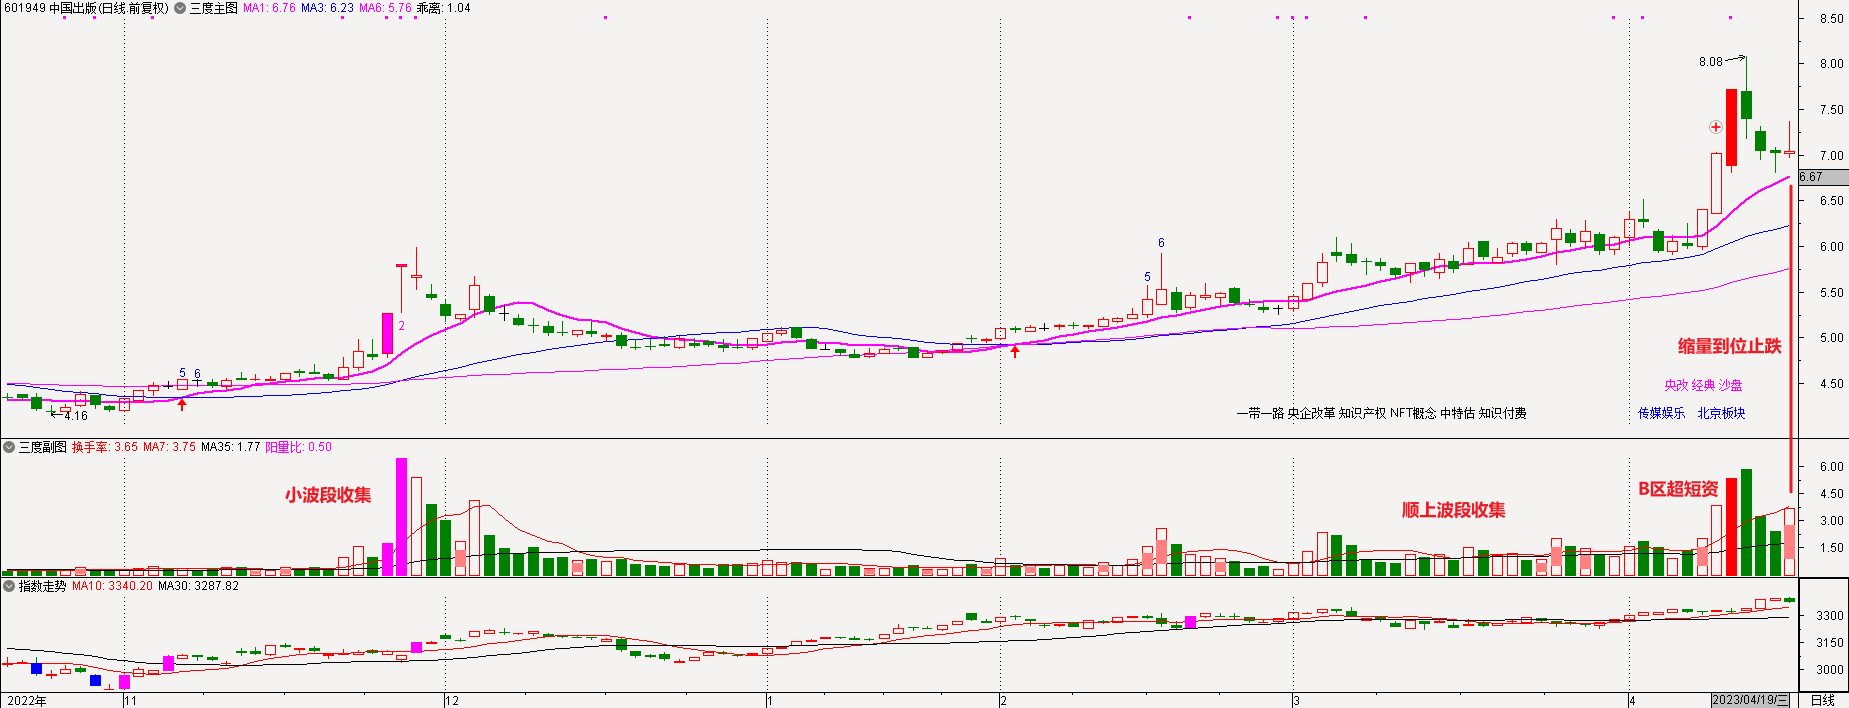 601949 中国出版(日线.前复权) 三度主图 MA1: 6.76 MA3: 6.23 MA6: 5.76 乖离: 1.04
8.50
8.08
8.00
7.50
7.00
6.67
6.50
6
6.00
5
5.50
2
5.00
缩量到位止跌
5 6
央改 经典 沙盘
4.50
4.16
一带一路 央企改革 知识产权 NFT概念 中特估 知识付费
传媒娱乐 北京板块
三度副图 换手率: 3.65 MA7: 3.75 MA35: 1.77 阳量比: 0.50
6.00
小波段收集
B区超短资
4.50
顺上波段收集
3.00
1.50
指数走势 MA10: 3340.20 MA30: 3287.82
3300
3150
3000
2022年 11 12 1 2 3 4 2023/04/19/三 日线